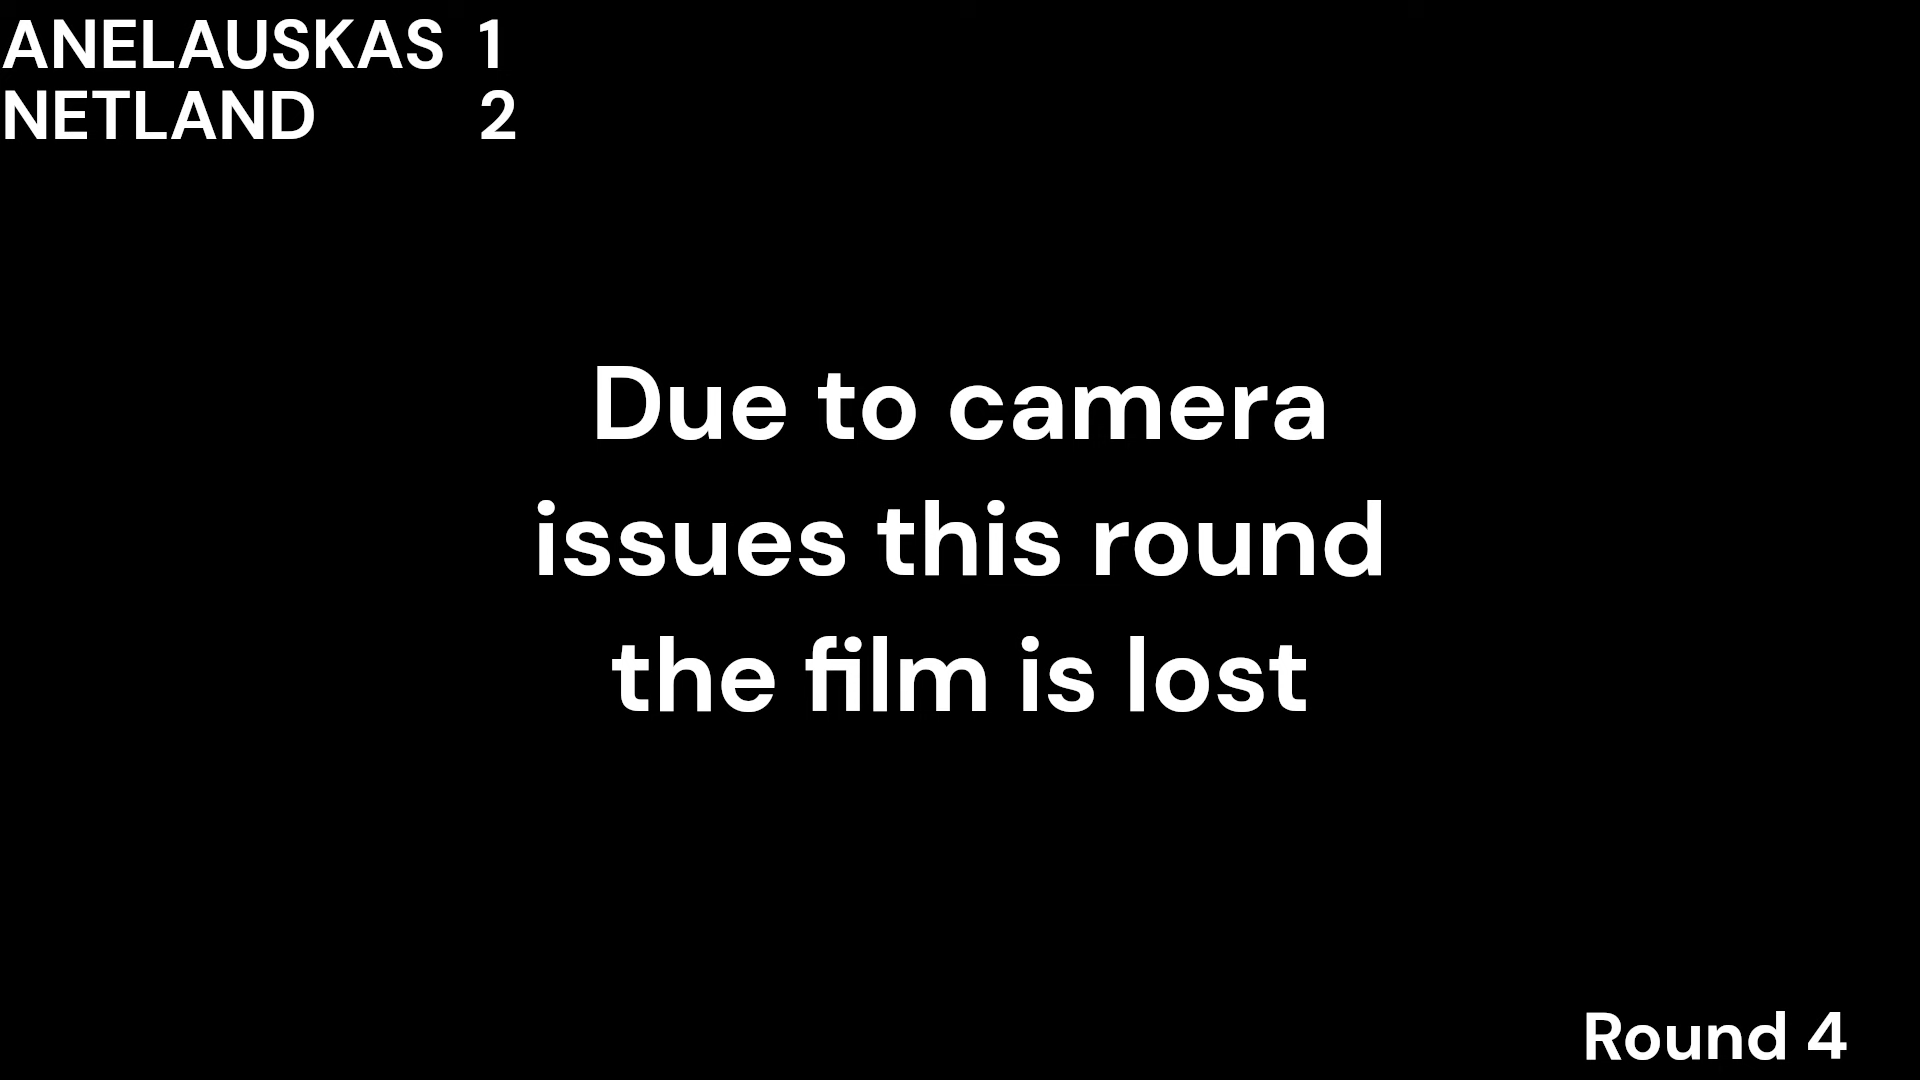 ANELAUSKAS 1
NETLAND 2
Due to camera
issues this round
the film is lost
Round 4